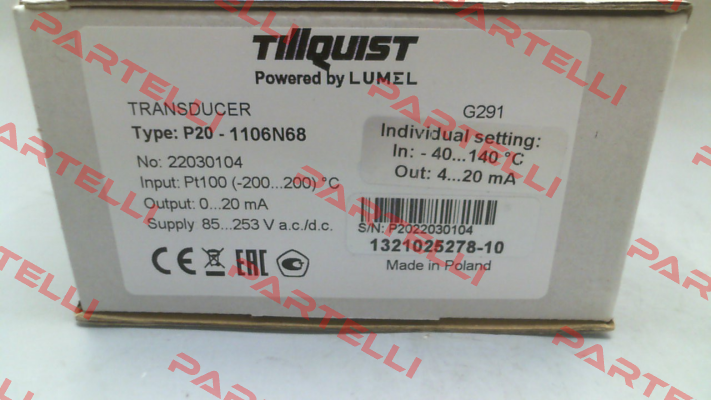 TillQUIST
Powered by LUMEL
TRANSDUCER
G291
Type: P20 - 1106N68
No: 22030104
Input: Pt100 (-200...200) °C
Output: 0...20 mA
Supply 85...253 V a.c./d.c.
Individual setting:
In: - 40...140 °C
Out: 4...20 mA
S/N: P2022030104
1321025278-10
Made in Poland
CE EAC
PARTELLI
PARTELLI
PARTELLI
PARTELLI
PARTELLI
PARTELLI